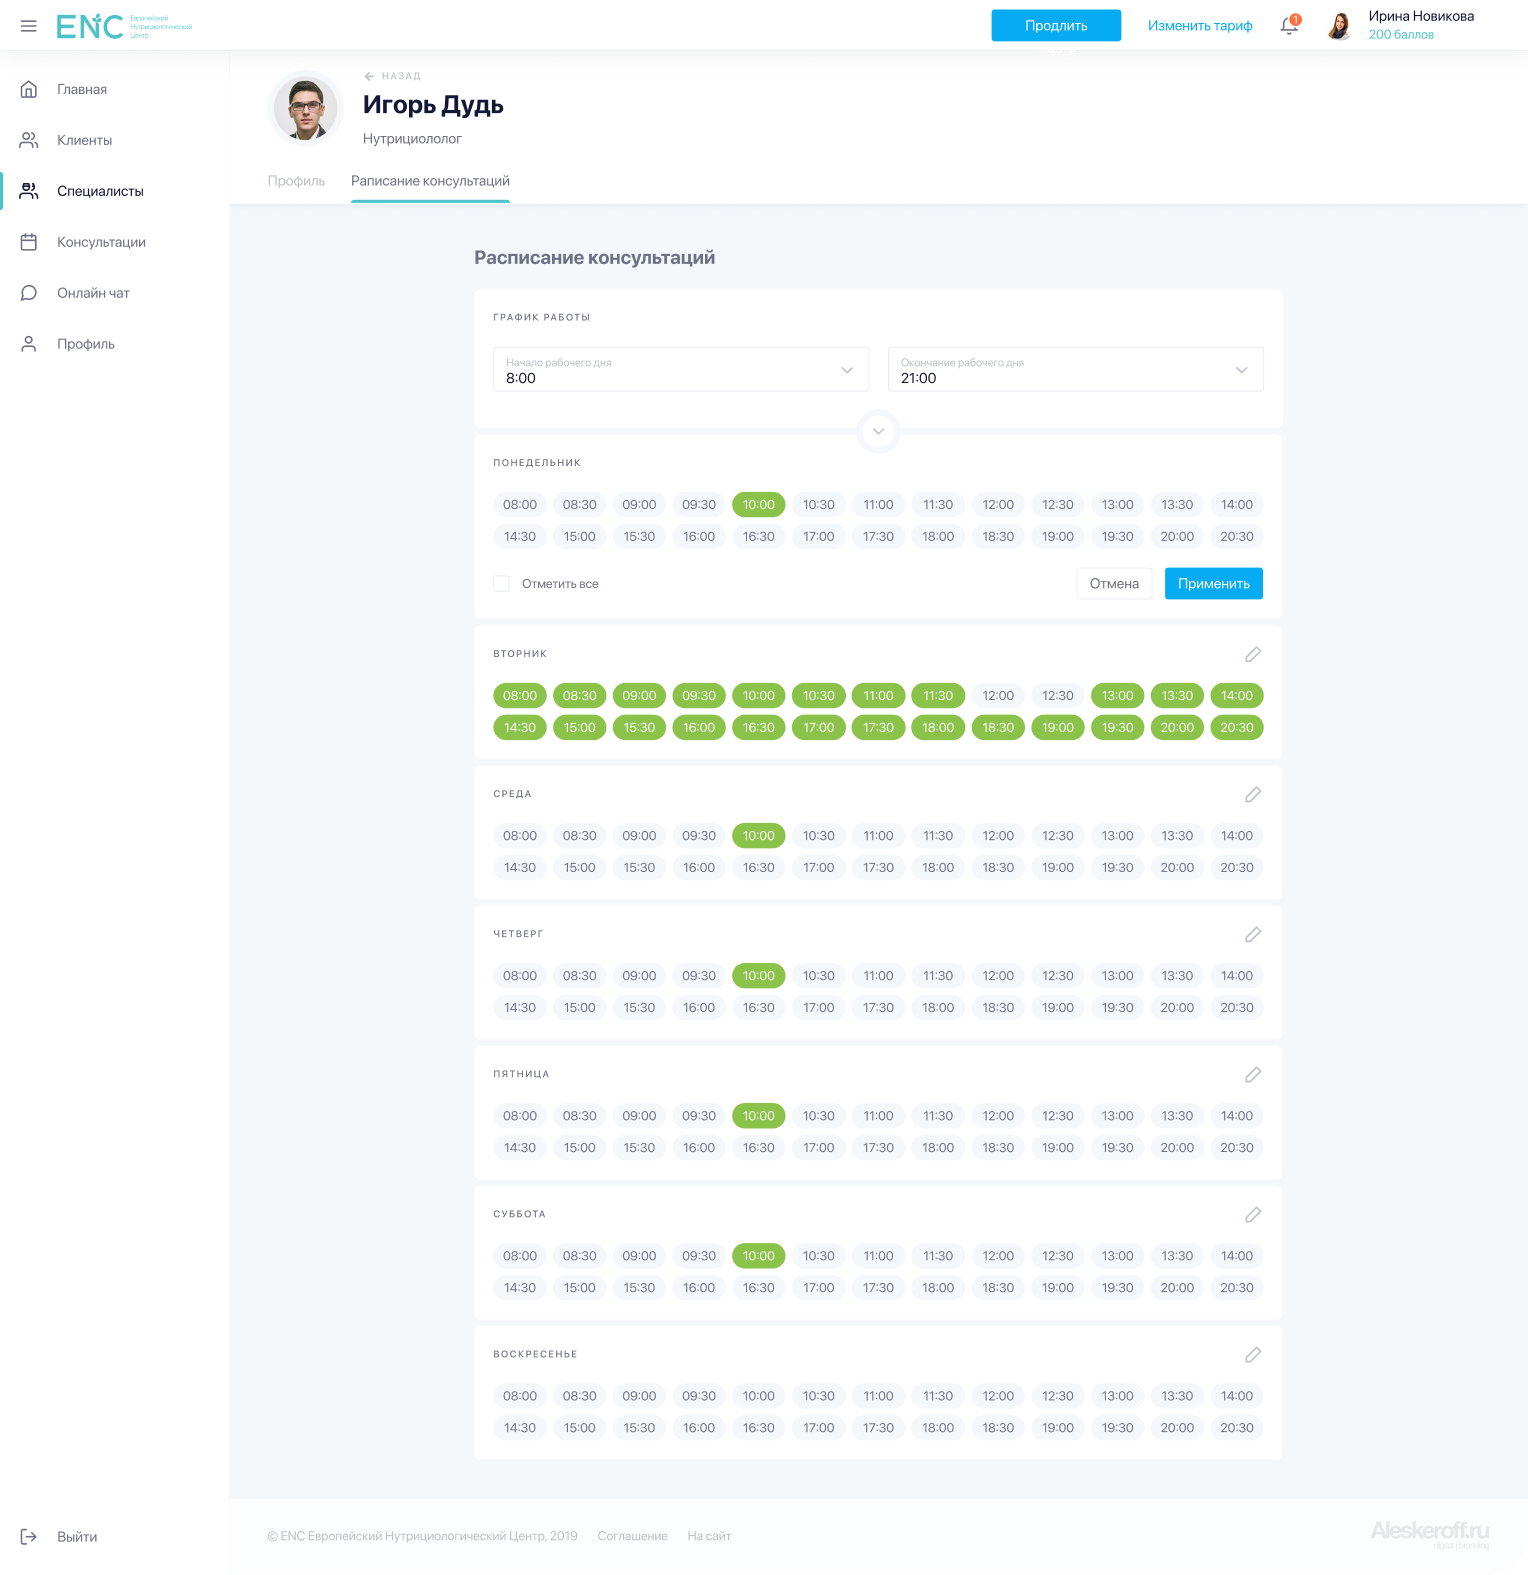 ENC Европейский
Нутрициологический
Центр
Продлить
Изменить тариф
1
Ирина Новикова
200 баллов
Главная
Клиенты
Специалисты
Консультации
Онлайн чат
Профиль
Выйти
НАЗАД
Игорь Дудь
Нутрициололог
Профиль Раписание консультаций
Расписание консультаций
ГРАФИК РАБОТЫ
Начало рабочего дня
8:00
Окончание рабочего дня
21:00
ПОНЕДЕЛЬНИК
08:00 08:30 09:00 09:30 10:00 10:30 11:00 11:30 12:00 12:30 13:00 13:30 14:00
14:30 15:00 15:30 16:00 16:30 17:00 17:30 18:00 18:30 19:00 19:30 20:00 20:30
Отметить все Отмена Применить
ВТОРНИК
08:00 08:30 09:00 09:30 10:00 10:30 11:00 11:30 12:00 12:30 13:00 13:30 14:00
14:30 15:00 15:30 16:00 16:30 17:00 17:30 18:00 18:30 19:00 19:30 20:00 20:30
СРЕДА
08:00 08:30 09:00 09:30 10:00 10:30 11:00 11:30 12:00 12:30 13:00 13:30 14:00
14:30 15:00 15:30 16:00 16:30 17:00 17:30 18:00 18:30 19:00 19:30 20:00 20:30
ЧЕТВЕРГ
08:00 08:30 09:00 09:30 10:00 10:30 11:00 11:30 12:00 12:30 13:00 13:30 14:00
14:30 15:00 15:30 16:00 16:30 17:00 17:30 18:00 18:30 19:00 19:30 20:00 20:30
ПЯТНИЦА
08:00 08:30 09:00 09:30 10:00 10:30 11:00 11:30 12:00 12:30 13:00 13:30 14:00
14:30 15:00 15:30 16:00 16:30 17:00 17:30 18:00 18:30 19:00 19:30 20:00 20:30
СУББОТА
08:00 08:30 09:00 09:30 10:00 10:30 11:00 11:30 12:00 12:30 13:00 13:30 14:00
14:30 15:00 15:30 16:00 16:30 17:00 17:30 18:00 18:30 19:00 19:30 20:00 20:30
ВОСКРЕСЕНЬЕ
08:00 08:30 09:00 09:30 10:00 10:30 11:00 11:30 12:00 12:30 13:00 13:30 14:00
14:30 15:00 15:30 16:00 16:30 17:00 17:30 18:00 18:30 19:00 19:30 20:00 20:30
© ENC Европейский Нутрициологический Центр, 2019 Соглашение На сайт
Aleskeroff.ru
digital | branding